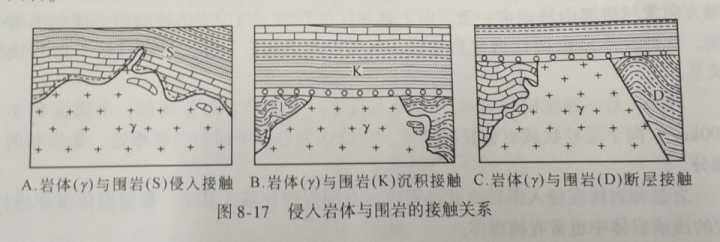 S
γ
K
I
γ
D
γ
A.岩体(γ)与围岩(S)侵入接触 B.岩体(γ)与围岩(K)沉积接触 C.岩体(γ)与围岩(D)断层接触
图 8-17 侵入岩体与围岩的接触关系